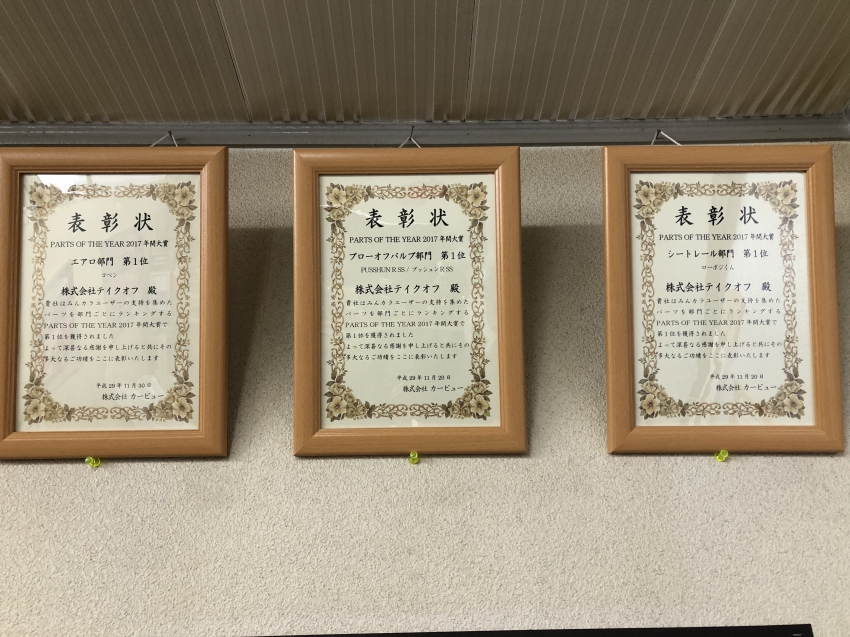 表彰状
PARTS OF THE YEAR 2017 年間大賞
エアロ部門 第1位
コペン
株式会社テイクオフ 殿
貴社はみんカラユーザーの支持を集めた
パーツを部門ごとにランキングする
PARTS OF THE YEAR 2017 年間大賞で
第1位を獲得されました
よって深甚なる感謝を申し上げると共にその
多大なるご功績をここに表彰いたします
平成29年11月30日
株式会社 カービュー
表彰状
PARTS OF THE YEAR 2017 年間大賞
ブローオフバルブ部門 第1位
PUSSHUN R SS / プッシュン R SS
株式会社テイクオフ 殿
貴社はみんカラユーザーの支持を集めた
パーツを部門ごとにランキングする
PARTS OF THE YEAR 2017 年間大賞で
第1位を獲得されました
よって深甚なる感謝を申し上げると共にその
多大なるご功績をここに表彰いたします
平成29年11月20日
株式会社 カービュー
表彰状
PARTS OF THE YEAR 2017 年間大賞
シートレール部門 第1位
ローポジくん
株式会社テイクオフ 殿
貴社はみんカラユーザーの支持を集めた
パーツを部門ごとにランキングする
PARTS OF THE YEAR 2017 年間大賞で
第1位を獲得されました
よって深甚なる感謝を申し上げると共にその
多大なるご功績をここに表彰いたします
平成29年11月20日
株式会社 カービュー